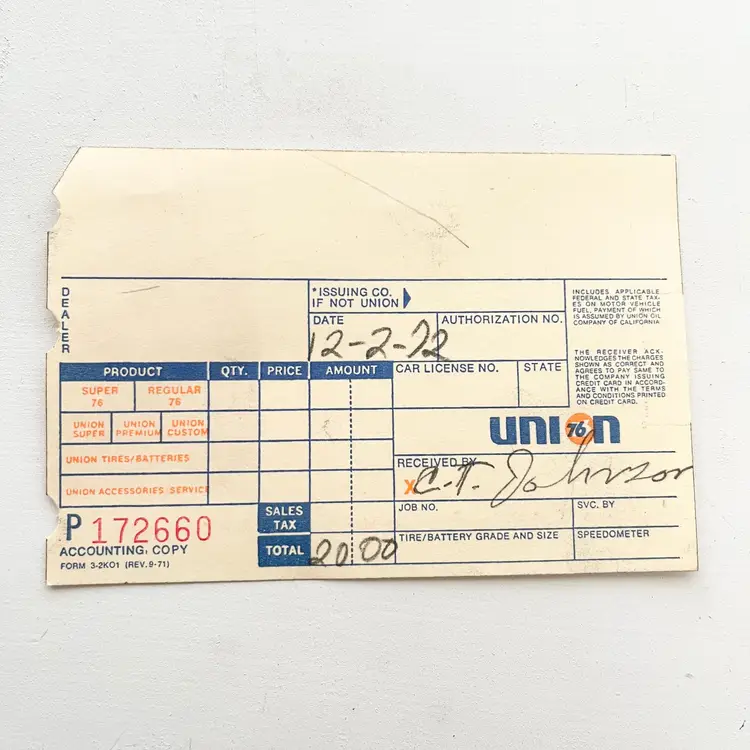 DEALER
*ISSUING CO.
IF NOT UNION
INCLUDES APPLICABLE
FEDERAL AND STATE TAX-
ES ON MOTOR VEHICLE
FUEL, PAYMENT OF WHICH
IS ASSUMED BY UNION OIL
COMPANY OF CALIFORNIA
DATE
AUTHORIZATION NO.
12-2-72
THE RECEIVER ACK-
NOWLEDGES THE CHARGES
SHOWN AS CORRECT AND
AGREES TO PAY SAME TO
THE COMPANY ISSUING
CREDIT CARD IN ACCORD-
ANCE WITH THE TERMS
AND CONDITIONS PRINTED
ON CREDIT CARD.
PRODUCT QTY. PRICE AMOUNT
CAR LICENSE NO. STATE
SUPER
76
REGULAR
76
UNION
SUPER
UNION
PREMIUM
UNION
CUSTOM
UNION 76
UNION TIRES/BATTERIES
RECEIVED BY
X C.T. Johnson
UNION ACCESSORIES SERVICE
P 172660
SALES
TAX
JOB NO. SVC. BY
ACCOUNTING COPY
TOTAL 20 00
TIRE/BATTERY GRADE AND SIZE SPEEDOMETER
FORM 3-2K01 (REV. 9-71)